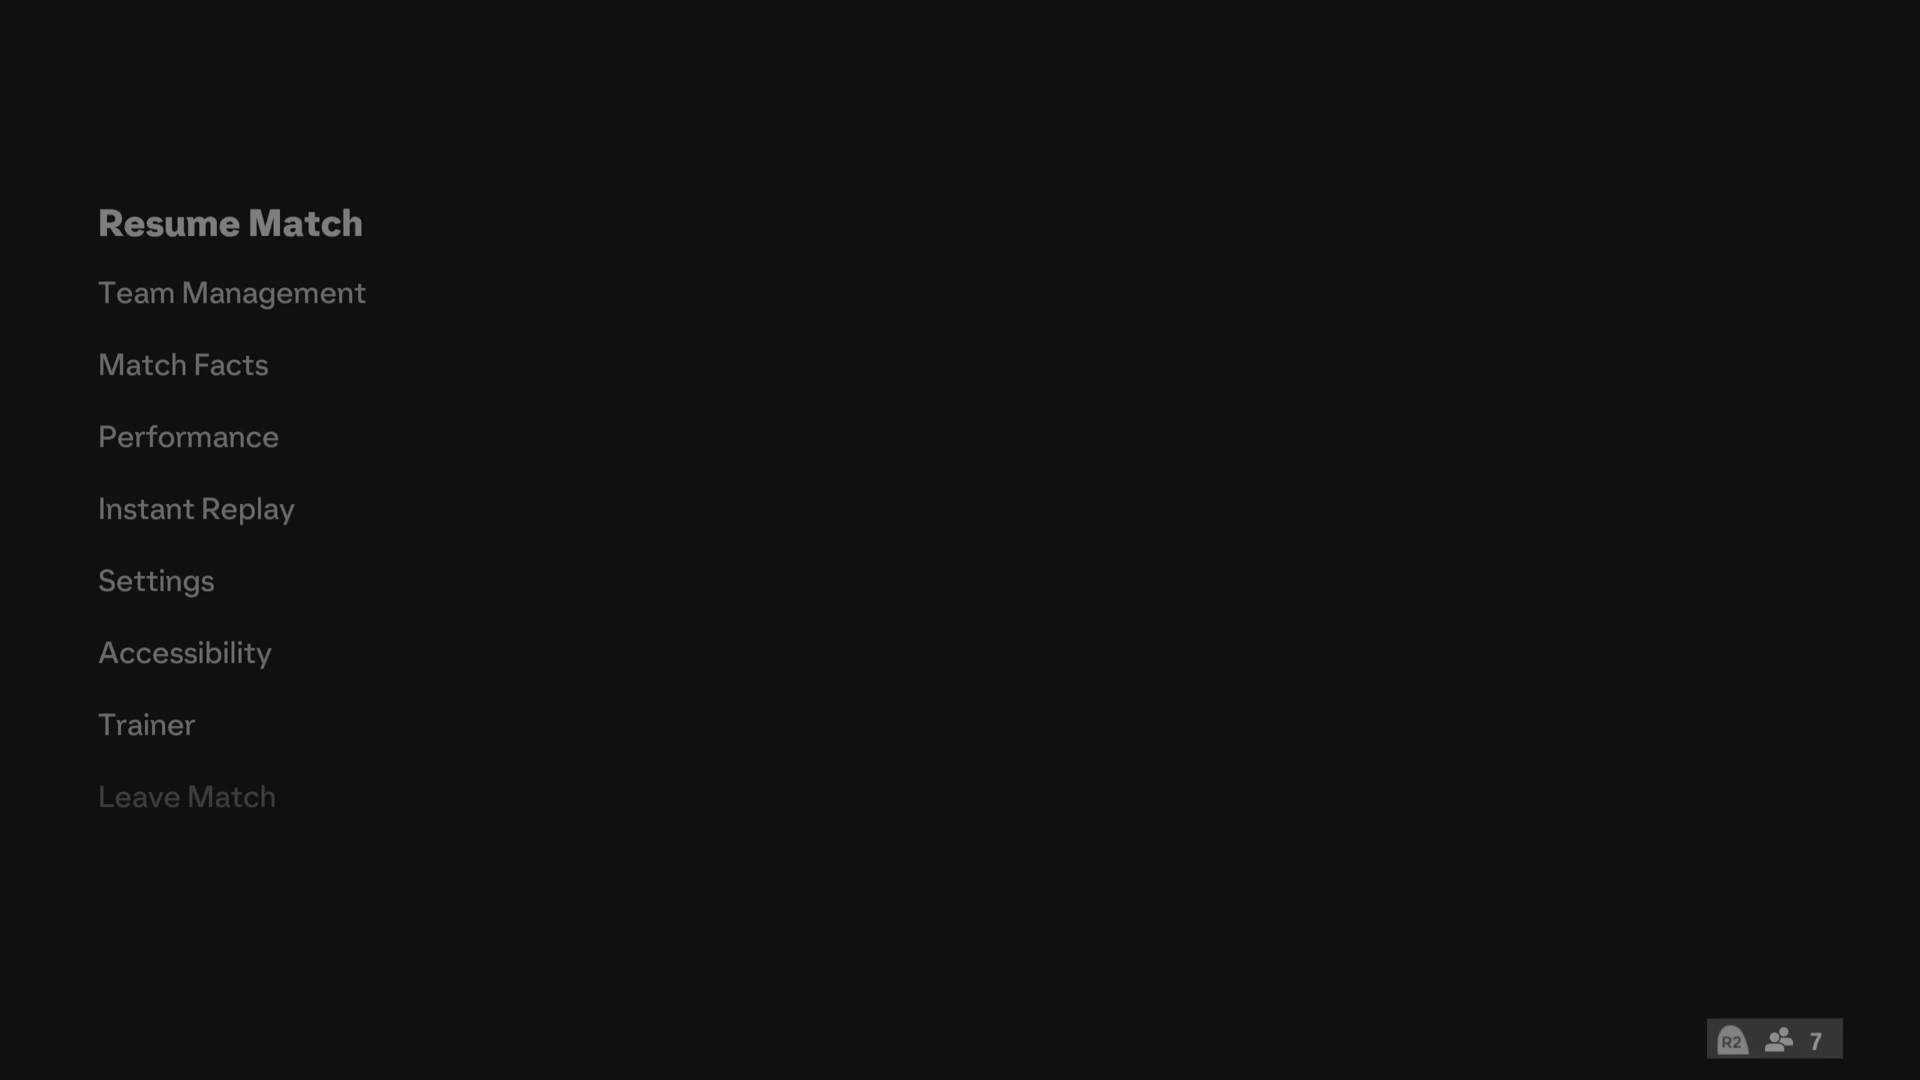 Resume Match
Team Management
Match Facts
Performance
Instant Replay
Settings
Accessibility
Trainer
Leave Match
R2 7